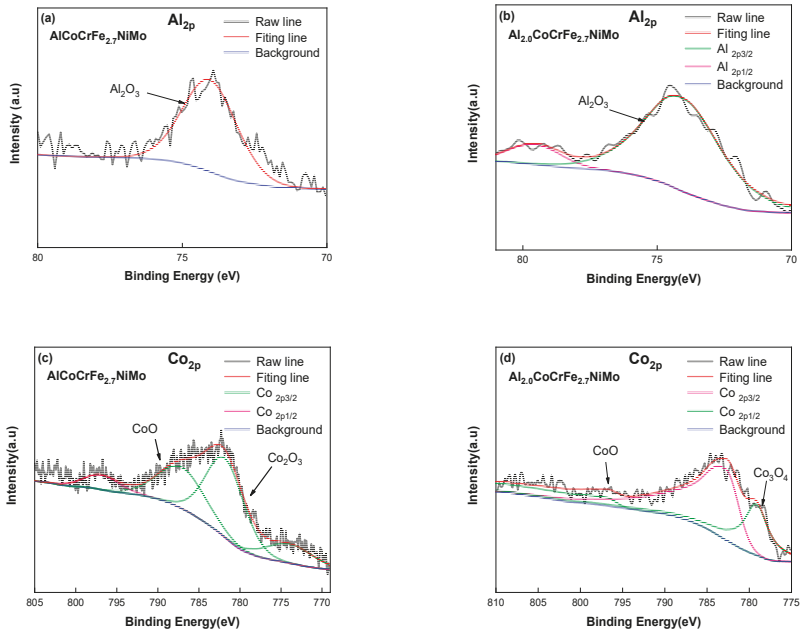 (a) Al2p
AlCoCrFe2.7NiMo
Raw line
Fiting line
Background
Al2O3
Intensity (a.u)
80 75 70
Binding Energy (eV)
(b) Al2p
Al2.0CoCrFe2.7NiMo
Raw line
Fiting line
Al 2p3/2
Al 2p1/2
Background
Al2O3
Intensity (a.u)
80 75 70
Binding Energy(eV)
(c) Co2p
AlCoCrFe2.7NiMo
Raw line
Fiting line
Co 2p3/2
Co 2p1/2
Background
CoO
Co2O3
Intensity(a.u)
805 800 795 790 785 780 775 770
Binding Energy(eV)
(d) Co2p
Al2.0CoCrFe2.7NiMo
Raw line
Fiting line
Co 2p3/2
Co 2p1/2
Background
CoO
Co3O4
Intensity(a.u)
810 805 800 795 790 785 780 775
Binding Energy(eV)